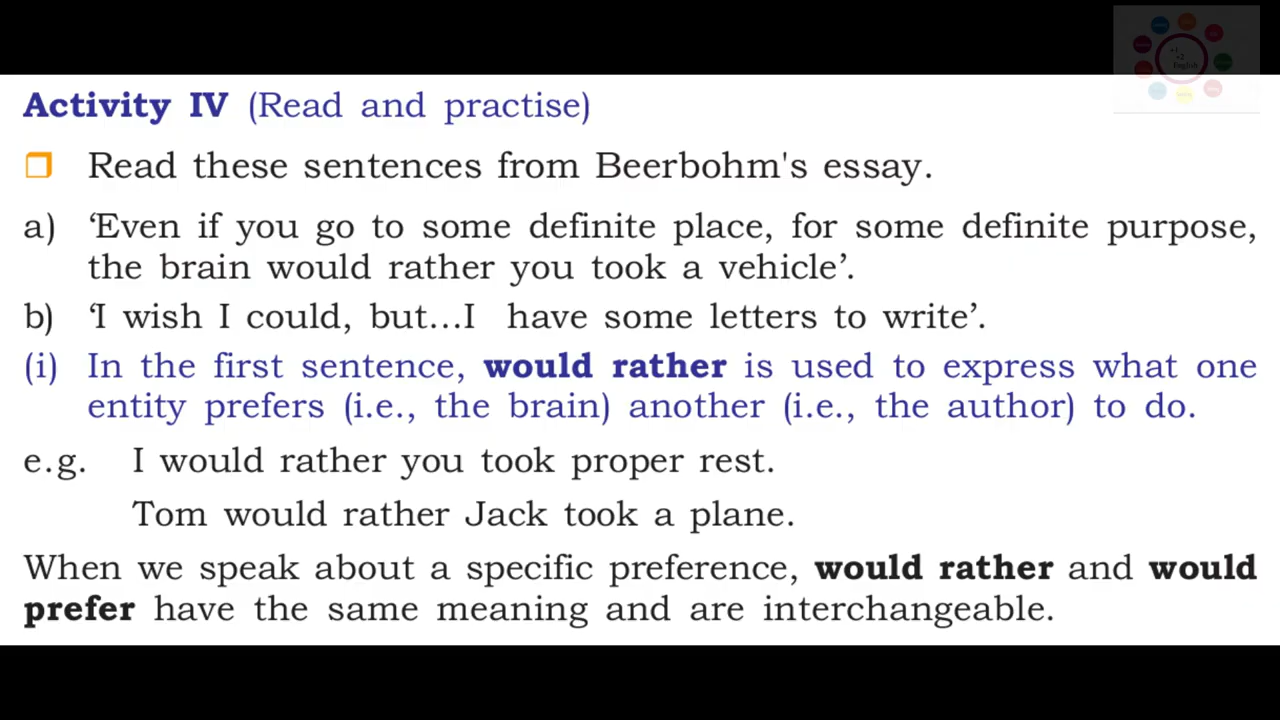 +1
+2
English
Activity IV (Read and practise)
❒ Read these sentences from Beerbohm's essay.
a) ‘Even if you go to some definite place, for some definite purpose,
the brain would rather you took a vehicle’.
b) ‘I wish I could, but...I have some letters to write’.
(i) In the first sentence, would rather is used to express what one
entity prefers (i.e., the brain) another (i.e., the author) to do.
e.g. I would rather you took proper rest.
Tom would rather Jack took a plane.
When we speak about a specific preference, would rather and would
prefer have the same meaning and are interchangeable.